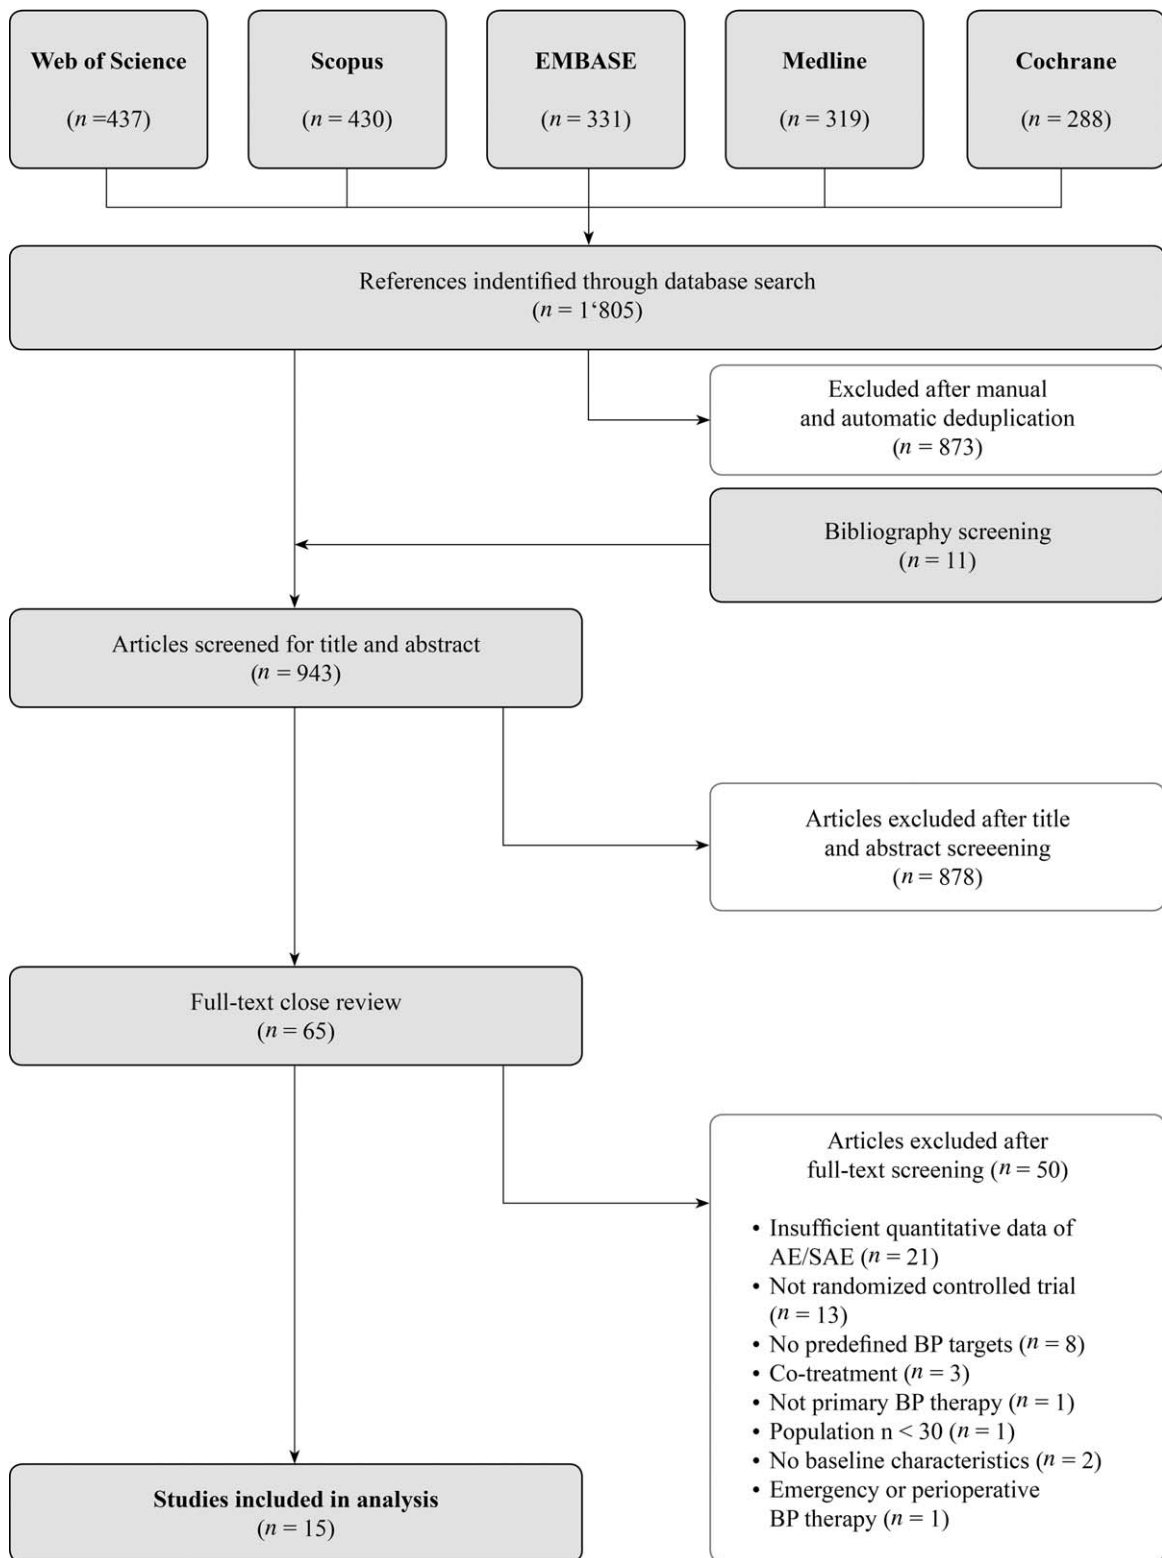 Web of Science
(n =437)
Scopus
(n = 430)
EMBASE
(n = 331)
Medline
(n = 319)
Cochrane
(n = 288)
References indentified through database search
(n = 1‘805)
Excluded after manual
and automatic deduplication
(n = 873)
Bibliography screening
(n = 11)
Articles screened for title and abstract
(n = 943)
Articles excluded after title
and abstract screeening
(n = 878)
Full-text close review
(n = 65)
Articles excluded after
full-text screening (n = 50)
• Insufficient quantitative data of
AE/SAE (n = 21)
• Not randomized controlled trial
(n = 13)
• No predefined BP targets (n = 8)
• Co-treatment (n = 3)
• Not primary BP therapy (n = 1)
• Population n < 30 (n = 1)
• No baseline characteristics (n = 2)
• Emergency or perioperative
BP therapy (n = 1)
Studies included in analysis
(n = 15)